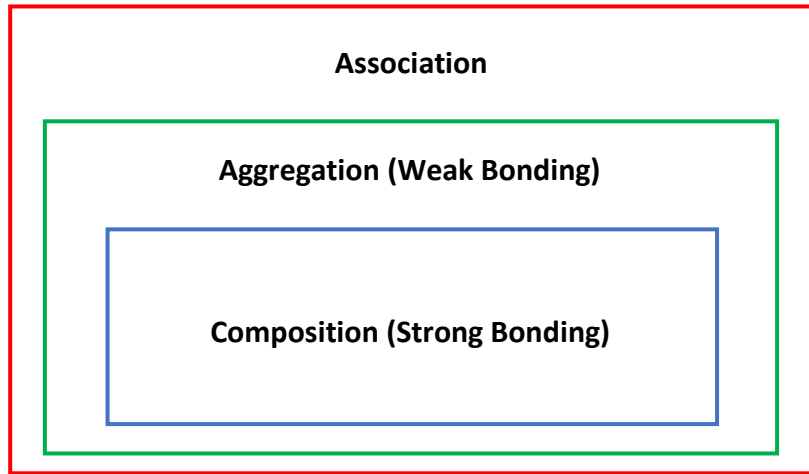 Association
Aggregation (Weak Bonding)
Composition (Strong Bonding)